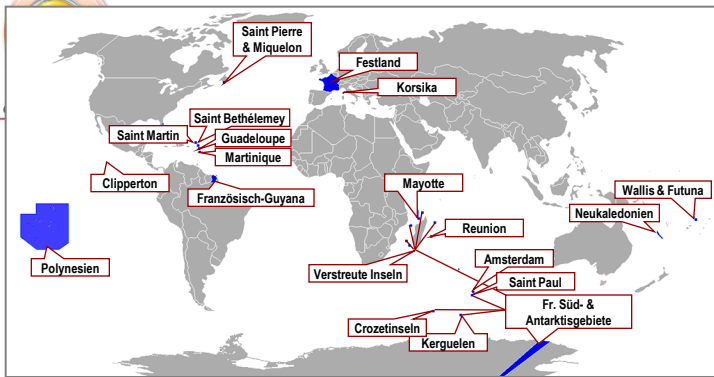 Saint Pierre
& Miquelon
Festland
Korsika
Saint Bethélemey
Saint Martin
Guadeloupe
Martinique
Clipperton
Französisch-Guyana
Mayotte
Wallis & Futuna
Neukaledonien
Reunion
Polynesien
Verstreute Inseln
Amsterdam
Saint Paul
Fr. Süd- &
Antarktisgebiete
Crozetinseln
Kerguelen